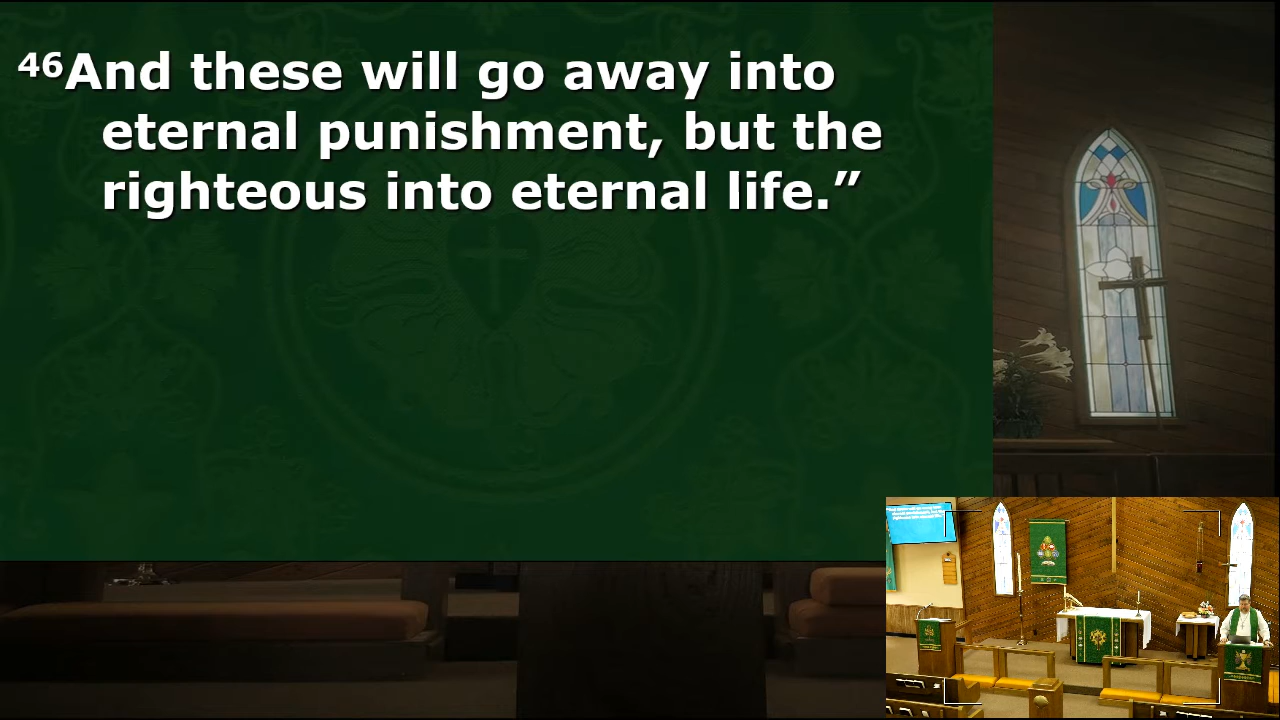 46And these will go away into
eternal punishment, but the
righteous into eternal life.”